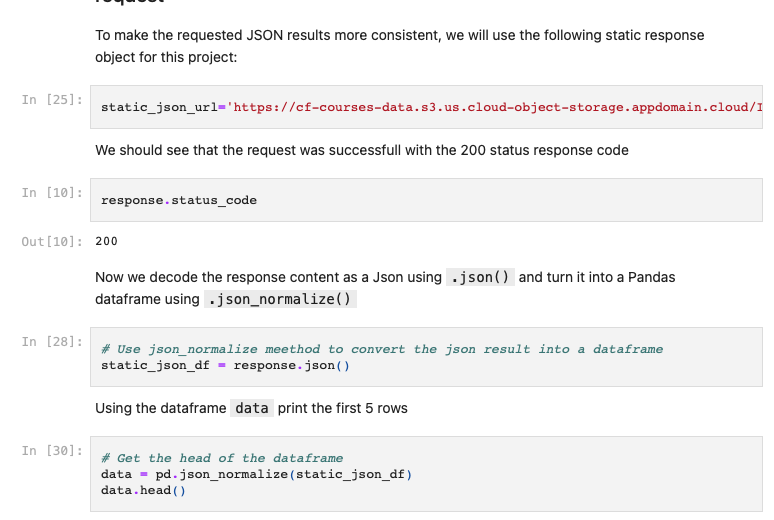 request
To make the requested JSON results more consistent, we will use the following static response
object for this project:
In [25]: static_json_url='https://cf-courses-data.s3.us.cloud-object-storage.appdomain.cloud/I
We should see that the request was successfull with the 200 status response code
In [10]: response.status_code
Out[10]: 200
Now we decode the response content as a Json using .json() and turn it into a Pandas
dataframe using .json_normalize()
In [28]: # Use json_normalize meethod to convert the json result into a dataframe
static_json_df = response.json()
Using the dataframe data print the first 5 rows
In [30]: # Get the head of the dataframe
data = pd.json_normalize(static_json_df)
data.head()